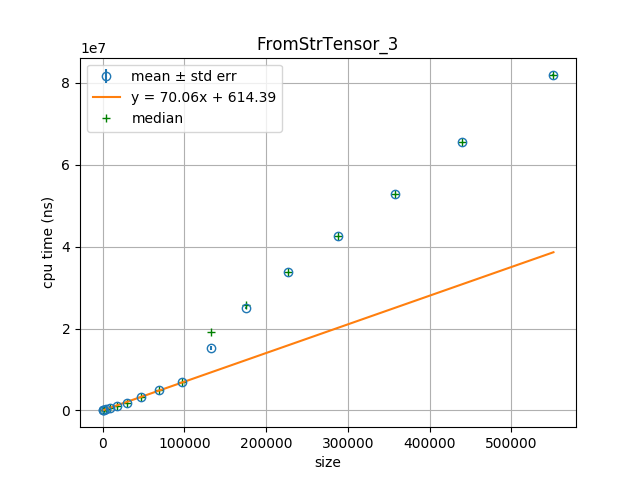 FromStrTensor_3
1e7
mean ± std err
y = 70.06x + 614.39
median
8
6
4
2
0
cpu time (ns)
0 100000 200000 300000 400000 500000
size